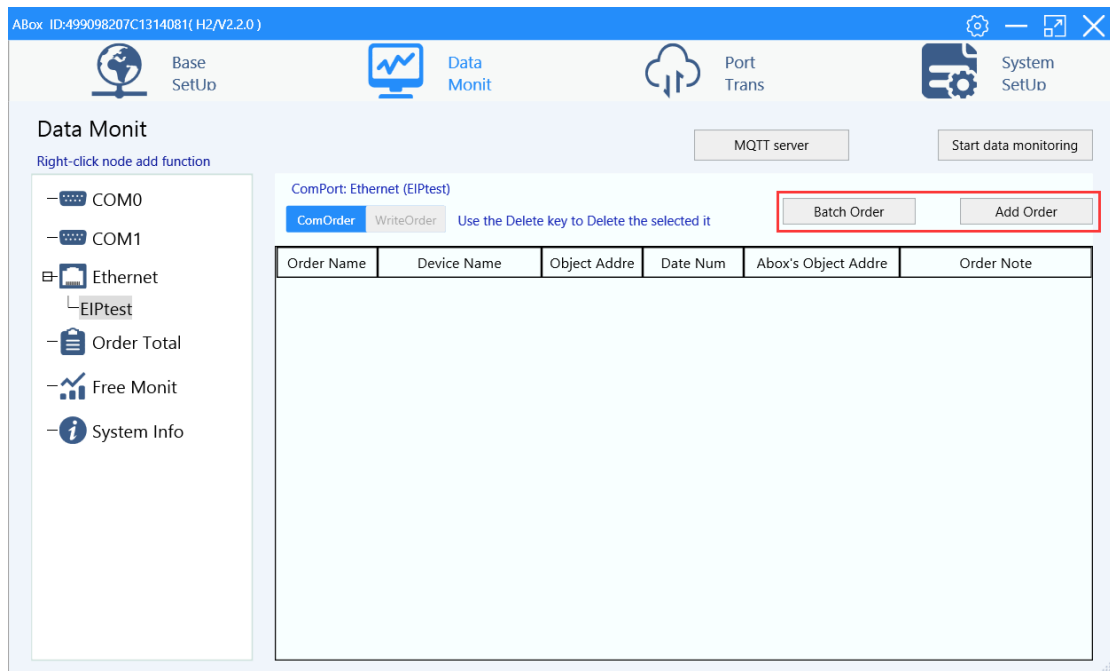 ABox ID:499098207C1314081( H2/V2.2.0 )
Base
SetUp
Data
Monit
Port
Trans
System
SetUp
Data Monit
Right-click node add function
MQTT server
Start data monitoring
COM0
COM1
Ethernet
EIPtest
Order Total
Free Monit
System Info
ComPort: Ethernet (EIPtest)
ComOrder WriteOrder Use the Delete key to Delete the selected it
Batch Order Add Order
Order Name Device Name Object Addre Date Num Abox's Object Addre Order Note